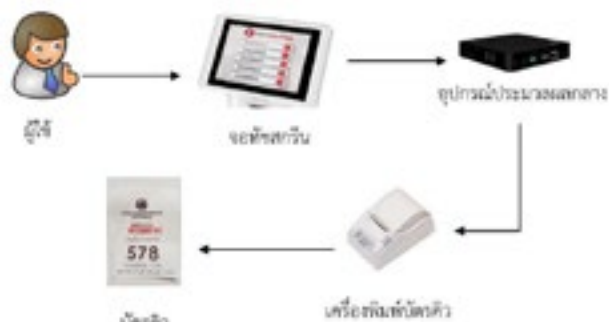 ผู้ใช้
จอทัชสกรีน
อุปกรณ์ประมวลผลกลาง
578
บัตรคิว
เครื่องพิมพ์บัตรคิว